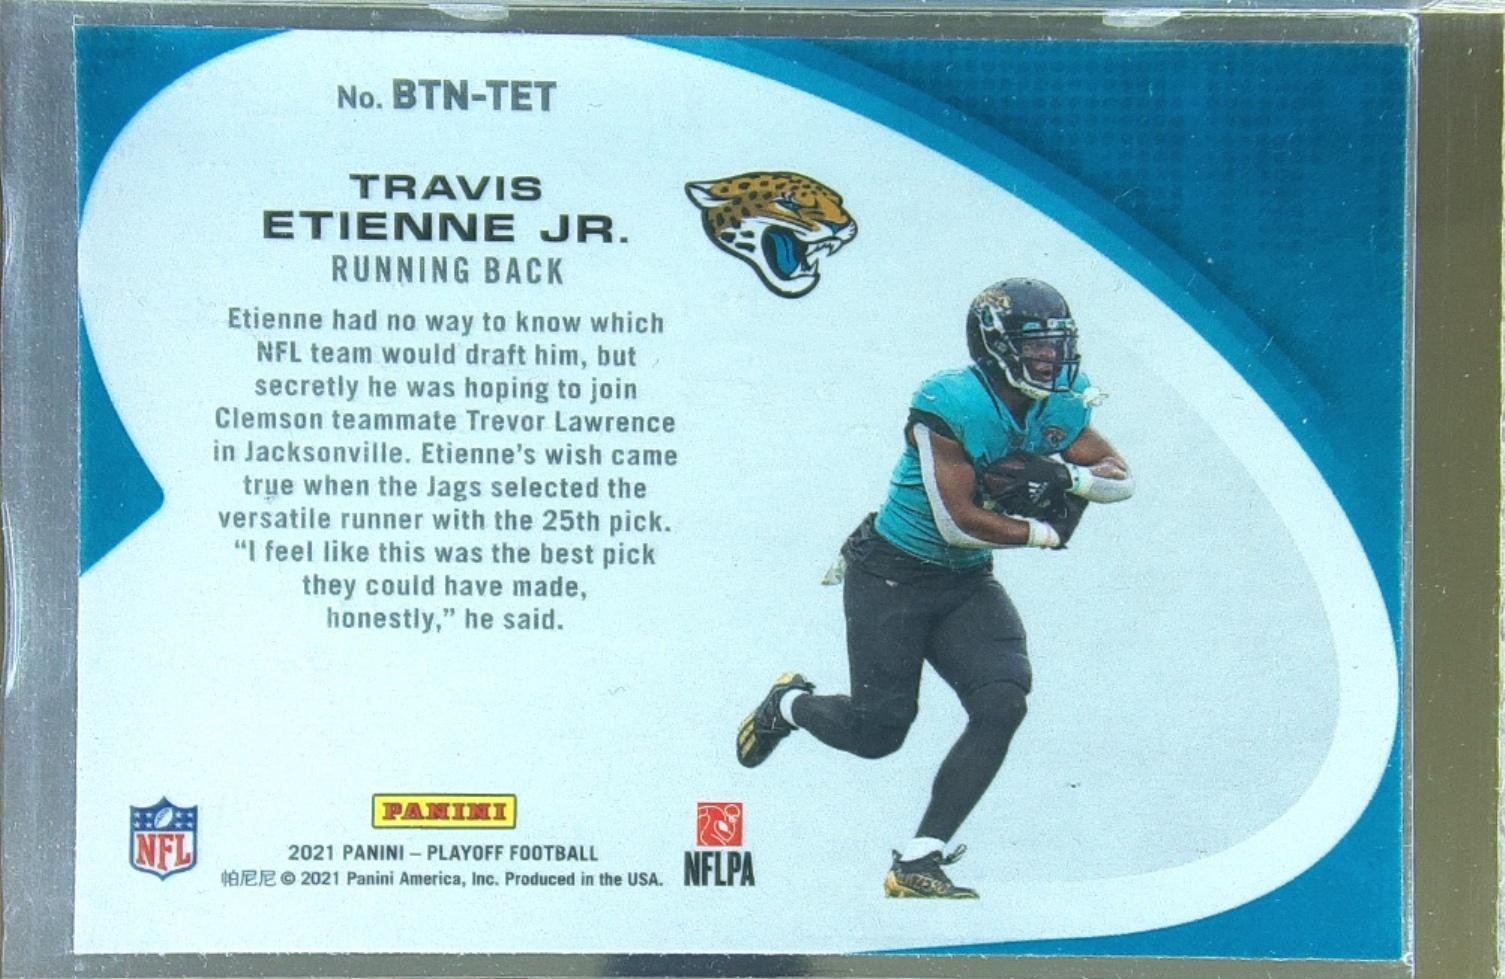 No. BTN-TET
TRAVIS
ETIENNE JR.
RUNNING BACK
Etienne had no way to know which
NFL team would draft him, but
secretly he was hoping to join
Clemson teammate Trevor Lawrence
in Jacksonville. Etienne's wish came
true when the Jags selected the
versatile runner with the 25th pick.
“I feel like this was the best pick
they could have made,
honestly,” he said.
NFL
PANINI
2021 PANINI – PLAYOFF FOOTBALL
帕尼尼 © 2021 Panini America, Inc. Produced in the USA.
NFLPA